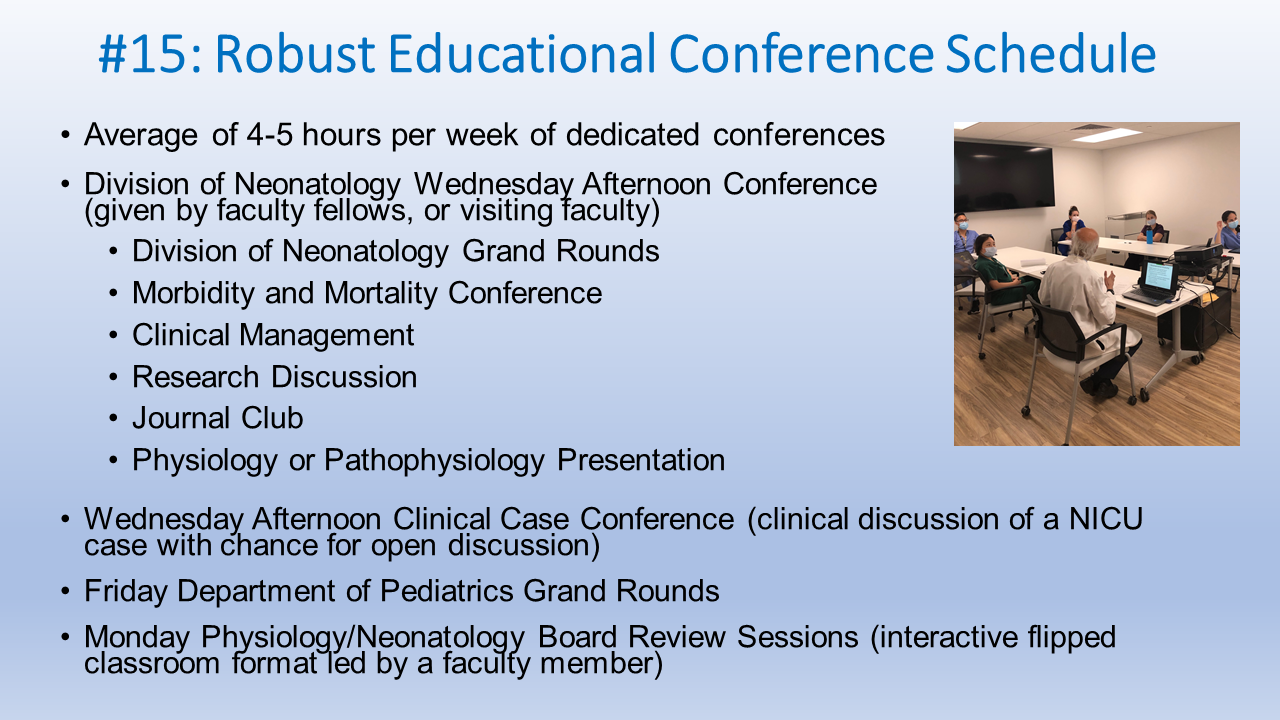 #15: Robust Educational Conference Schedule
• Average of 4-5 hours per week of dedicated conferences
• Division of Neonatology Wednesday Afternoon Conference
(given by faculty fellows, or visiting faculty)
• Division of Neonatology Grand Rounds
• Morbidity and Mortality Conference
• Clinical Management
• Research Discussion
• Journal Club
• Physiology or Pathophysiology Presentation
• Wednesday Afternoon Clinical Case Conference (clinical discussion of a NICU
case with chance for open discussion)
• Friday Department of Pediatrics Grand Rounds
• Monday Physiology/Neonatology Board Review Sessions (interactive flipped
classroom format led by a faculty member)